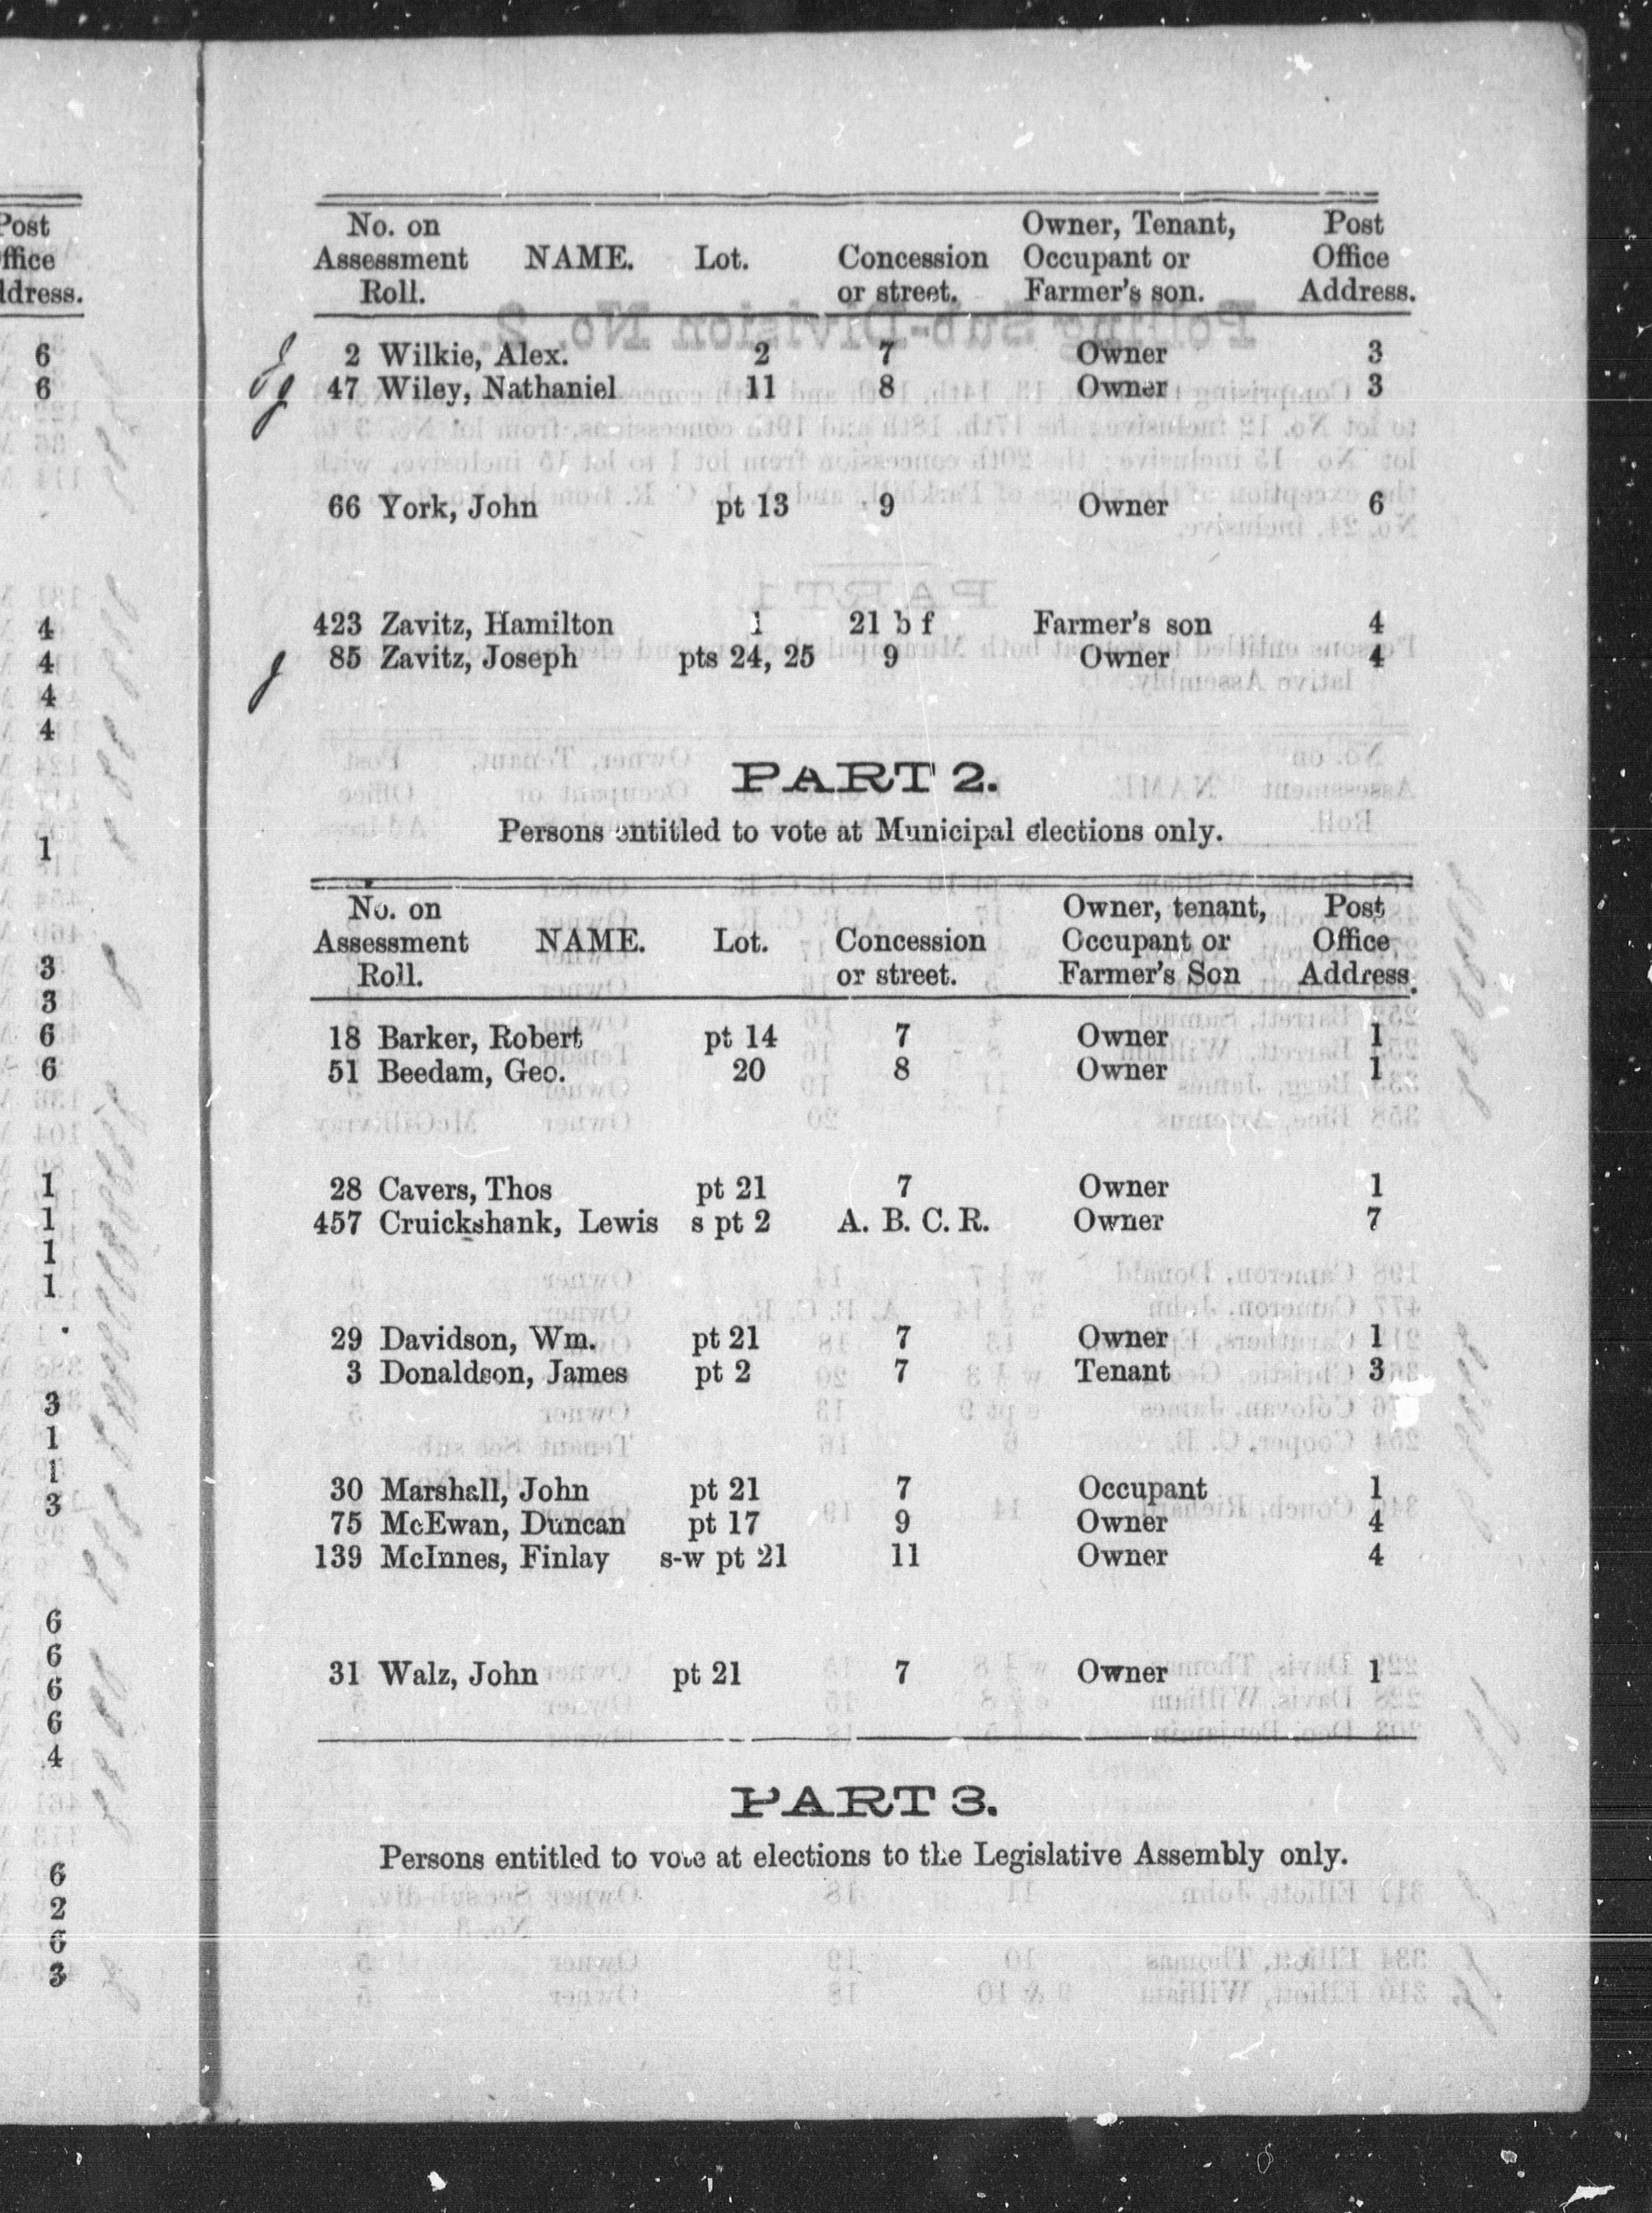 No. on Owner, Tenant, Post
Assessment NAME. Lot. Concession Occupant or Office
Roll. or street. Farmer's son. Address.
2 Wilkie, Alex. 2 7 Owner 3
47 Wiley, Nathaniel 11 8 Owner 3
66 York, John pt 13 9 Owner 6
423 Zavitz, Hamilton 1 21 b f Farmer's son 4
85 Zavitz, Joseph pts 24, 25 9 Owner 4
PART 2.
Persons entitled to vote at Municipal elections only.
No. on Owner, tenant, Post
Assessment NAME. Lot. Concession Occupant or Office
Roll. or street. Farmer's Son Address.
18 Barker, Robert pt 14 7 Owner 1
51 Beedam, Geo. 20 8 Owner 1
28 Cavers, Thos pt 21 7 Owner 1
457 Cruickshank, Lewis s pt 2 A. B. C. R. Owner 7
29 Davidson, Wm. pt 21 7 Owner 1
3 Donaldson, James pt 2 7 Tenant 3
30 Marshall, John pt 21 7 Occupant 1
75 McEwan, Duncan pt 17 9 Owner 4
139 McInnes, Finlay s-w pt 21 11 Owner 4
31 Walz, John pt 21 7 Owner 1
PART 3.
Persons entitled to vote at elections to the Legislative Assembly only.